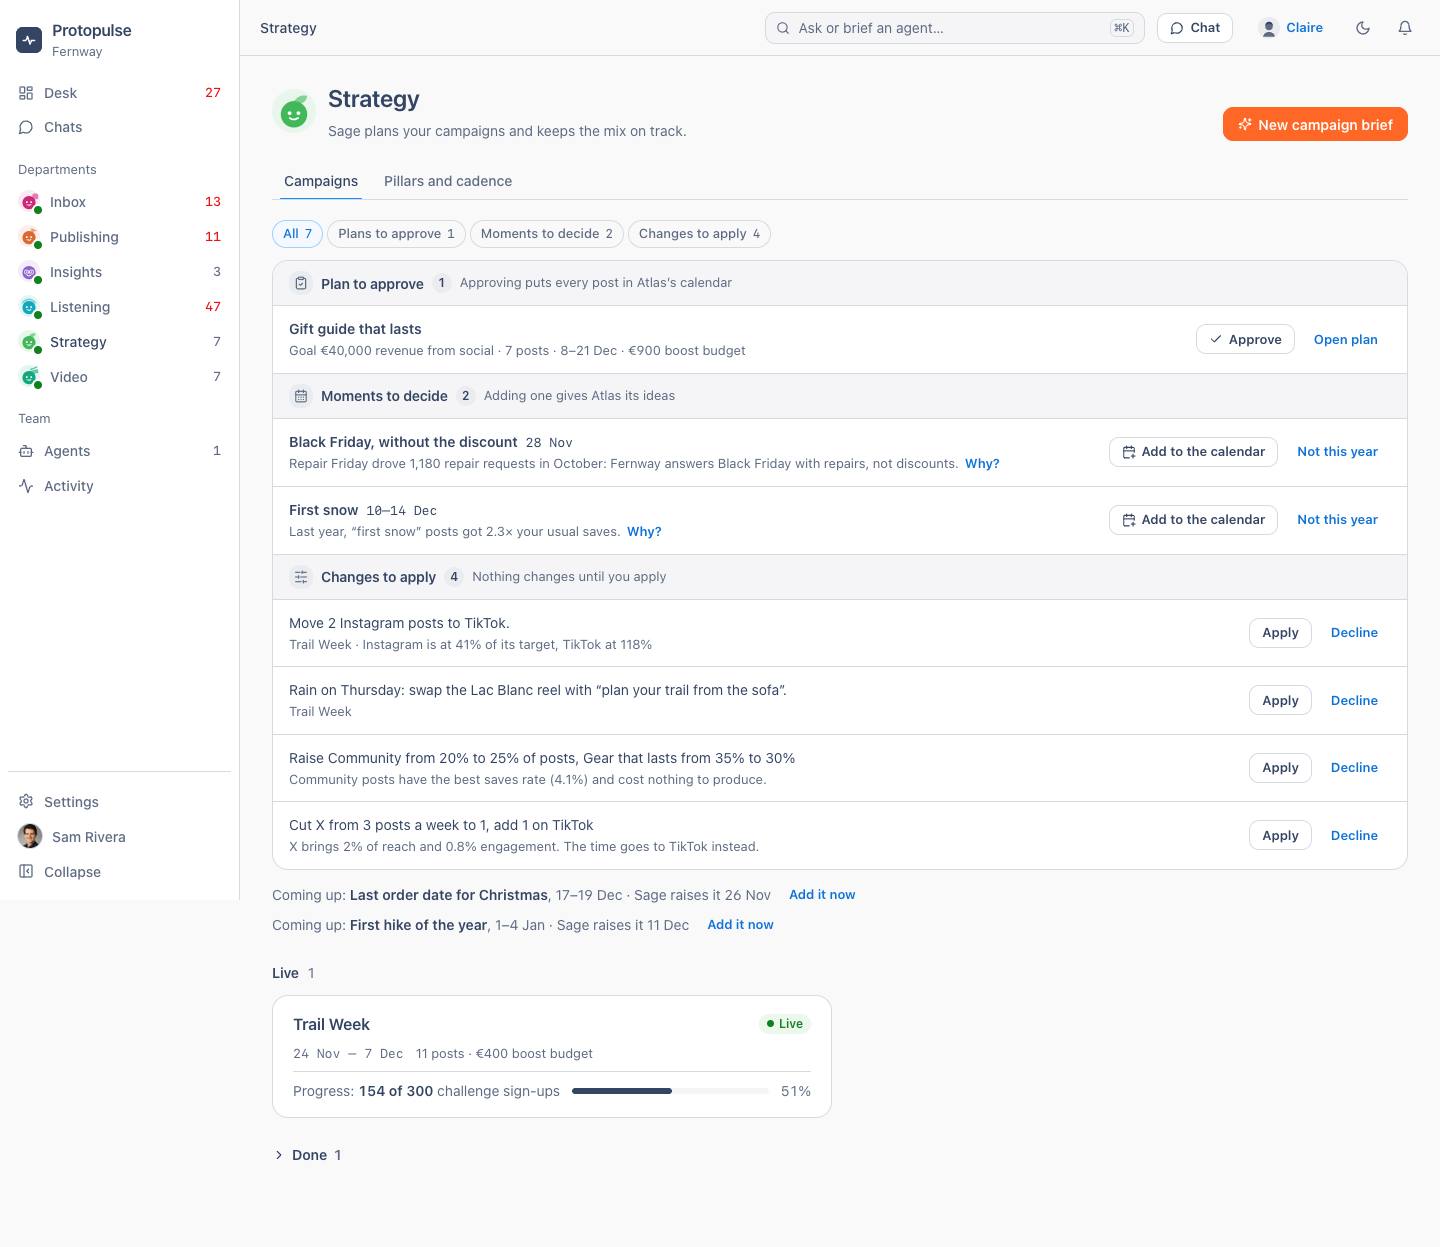 Protopulse
Fernway
Desk 27
Chats
Departments
Inbox 13
Publishing 11
Insights 3
Listening 47
Strategy 7
Video 7
Team
Agents 1
Activity
Settings
Sam Rivera
Collapse
Strategy
Ask or brief an agent... ⌘K
Chat
Claire
Strategy
Sage plans your campaigns and keeps the mix on track.
New campaign brief
Campaigns Pillars and cadence
All 7 Plans to approve 1 Moments to decide 2 Changes to apply 4
Plan to approve 1 Approving puts every post in Atlas's calendar
Gift guide that lasts
Goal €40,000 revenue from social · 7 posts · 8–21 Dec · €900 boost budget
Approve Open plan
Moments to decide 2 Adding one gives Atlas its ideas
Black Friday, without the discount 28 Nov
Repair Friday drove 1,180 repair requests in October: Fernway answers Black Friday with repairs, not discounts. Why?
Add to the calendar Not this year
First snow 10–14 Dec
Last year, “first snow” posts got 2.3× your usual saves. Why?
Add to the calendar Not this year
Changes to apply 4 Nothing changes until you apply
Move 2 Instagram posts to TikTok.
Trail Week · Instagram is at 41% of its target, TikTok at 118%
Apply Decline
Rain on Thursday: swap the Lac Blanc reel with “plan your trail from the sofa”.
Trail Week
Apply Decline
Raise Community from 20% to 25% of posts, Gear that lasts from 35% to 30%
Community posts have the best saves rate (4.1%) and cost nothing to produce.
Apply Decline
Cut X from 3 posts a week to 1, add 1 on TikTok
X brings 2% of reach and 0.8% engagement. The time goes to TikTok instead.
Apply Decline
Coming up: Last order date for Christmas, 17–19 Dec · Sage raises it 26 Nov Add it now
Coming up: First hike of the year, 1–4 Jan · Sage raises it 11 Dec Add it now
Live 1
Trail Week Live
24 Nov – 7 Dec 11 posts · €400 boost budget
Progress: 154 of 300 challenge sign-ups 51%
Done 1